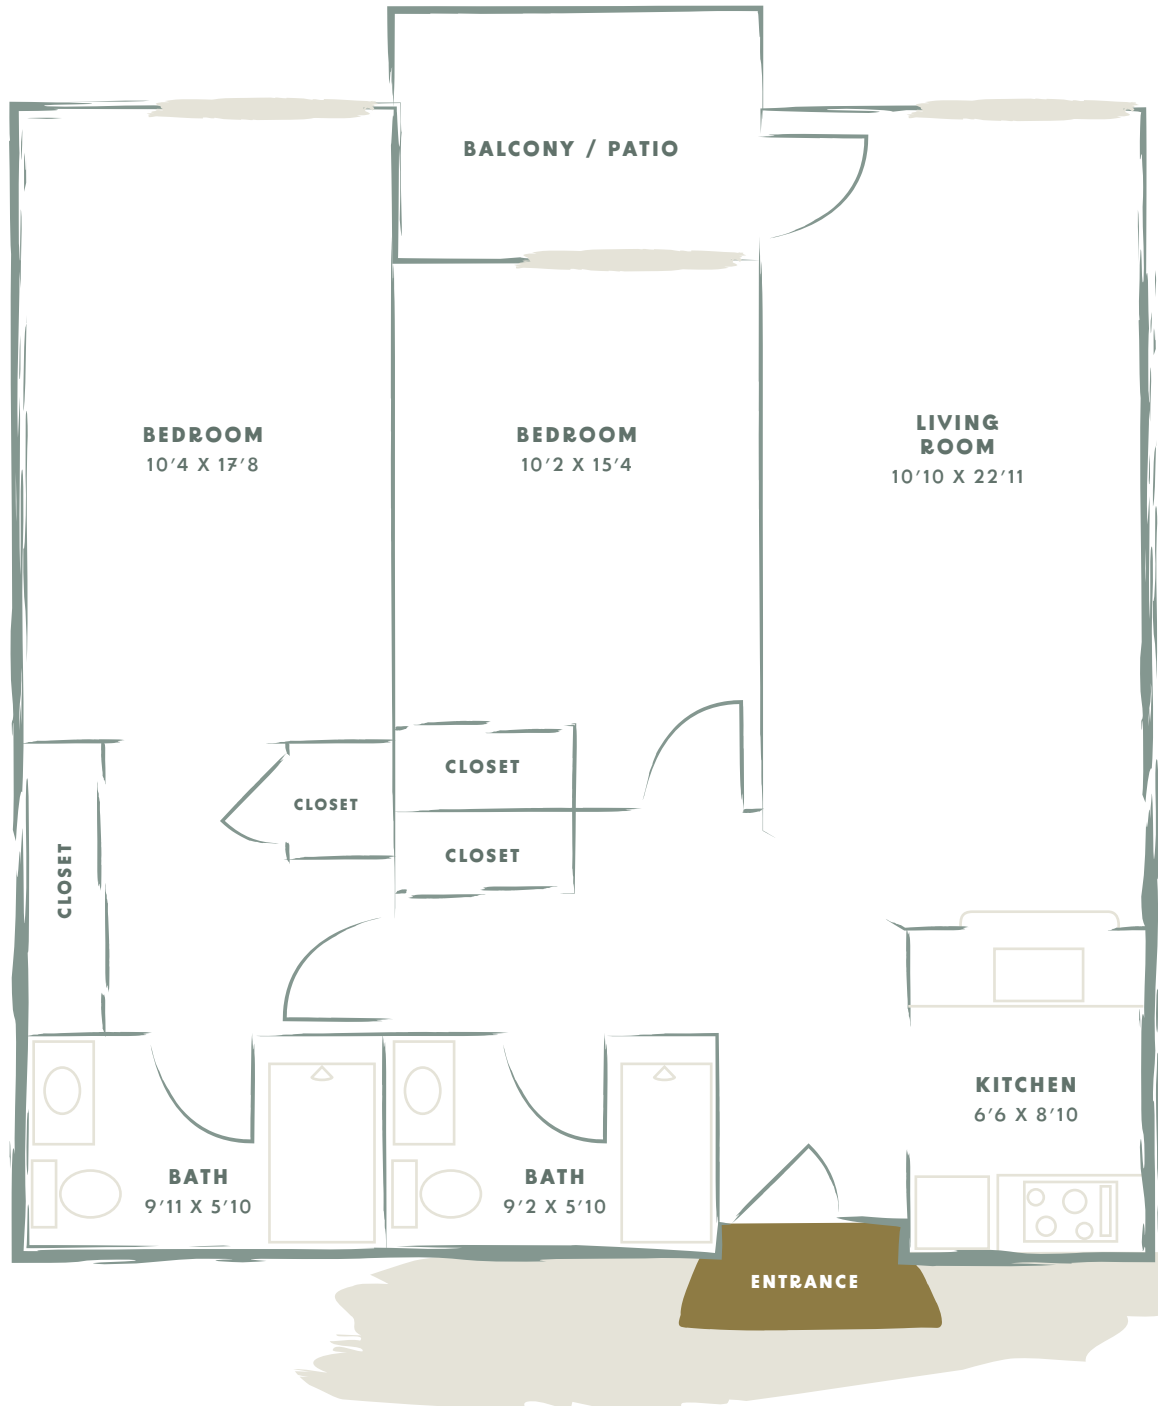 BALCONY / PATIO
BEDROOM
10'4 X 17'8
BEDROOM
10'2 X 15'4
LIVING
ROOM
10'10 X 22'11
CLOSET
CLOSET
CLOSET
CLOSET
KITCHEN
6'6 X 8'10
BATH
9'11 X 5'10
BATH
9'2 X 5'10
ENTRANCE